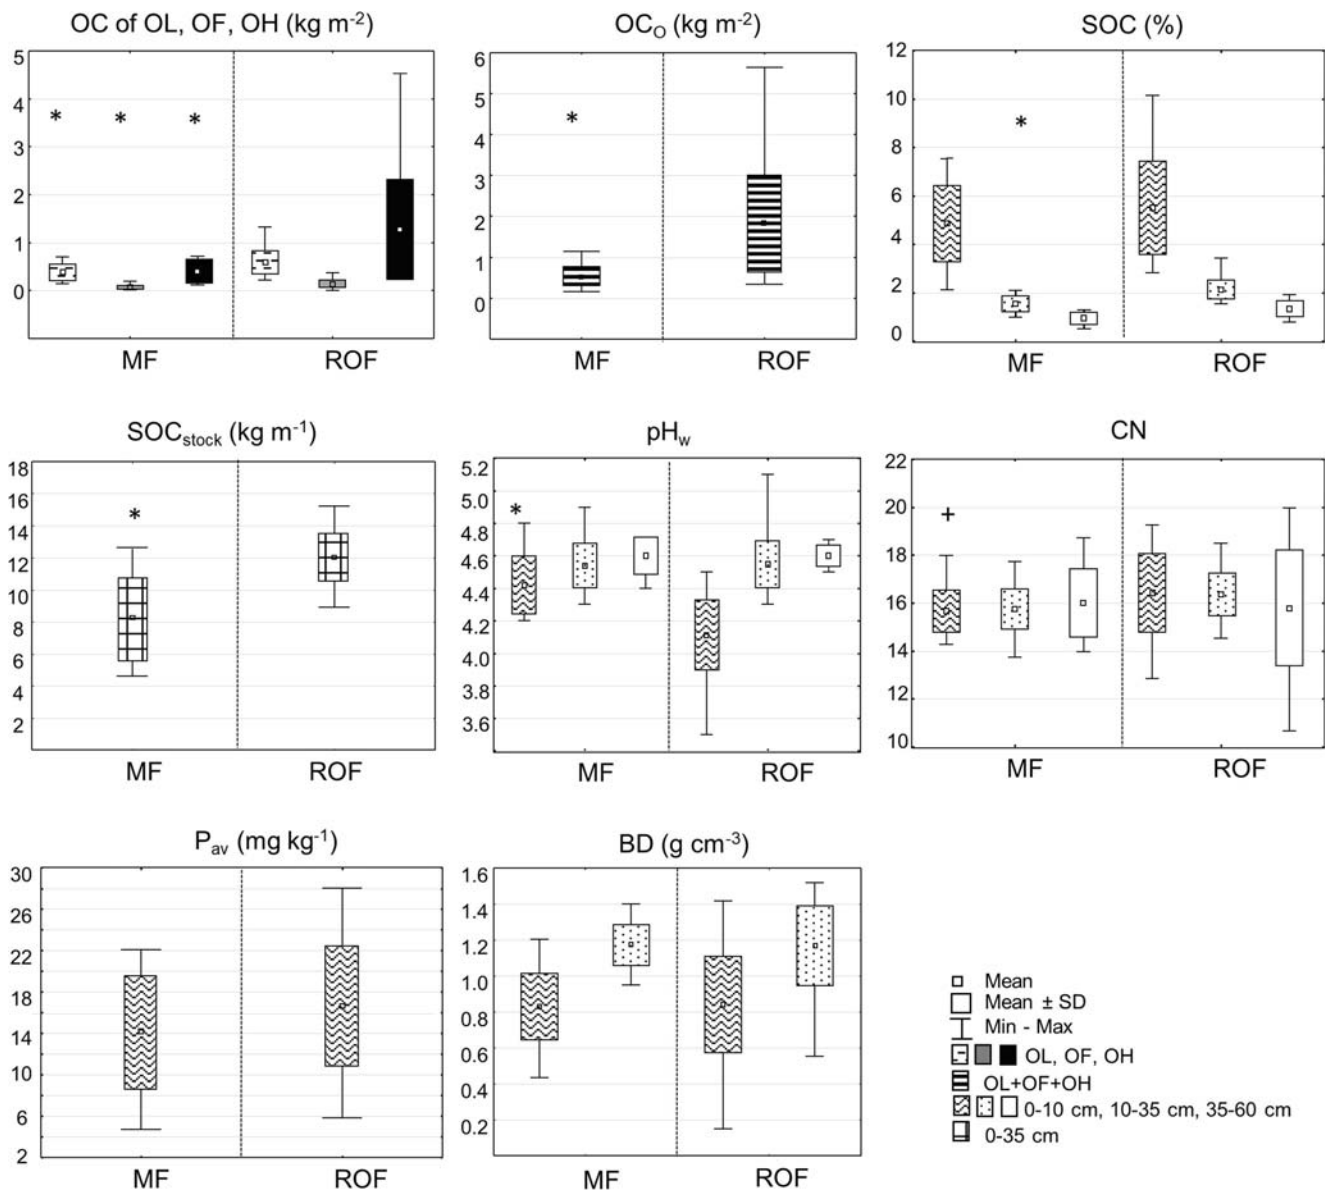 OC of OL, OF, OH (kg m-2)
5
4
3
2
1
0
* * *
MF ROF
OCO (kg m-2)
6
5
4
3
2
1
0
*
MF ROF
SOC (%)
12
10
8
6
4
2
0
*
MF ROF
SOCstock (kg m-1)
18
16
14
12
10
8
6
4
2
*
MF ROF
pHw
5.2
5.0
4.8
4.6
4.4
4.2
4.0
3.8
3.6
*
MF ROF
CN
22
20
18
16
14
12
10
+
MF ROF
Pav (mg kg-1)
30
26
22
18
14
10
6
2
MF ROF
BD (g cm-3)
1.6
1.4
1.2
1.0
0.8
0.6
0.4
0.2
MF ROF
Mean
Mean ± SD
Min - Max
OL, OF, OH
OL+OF+OH
0-10 cm, 10-35 cm, 35-60 cm
0-35 cm